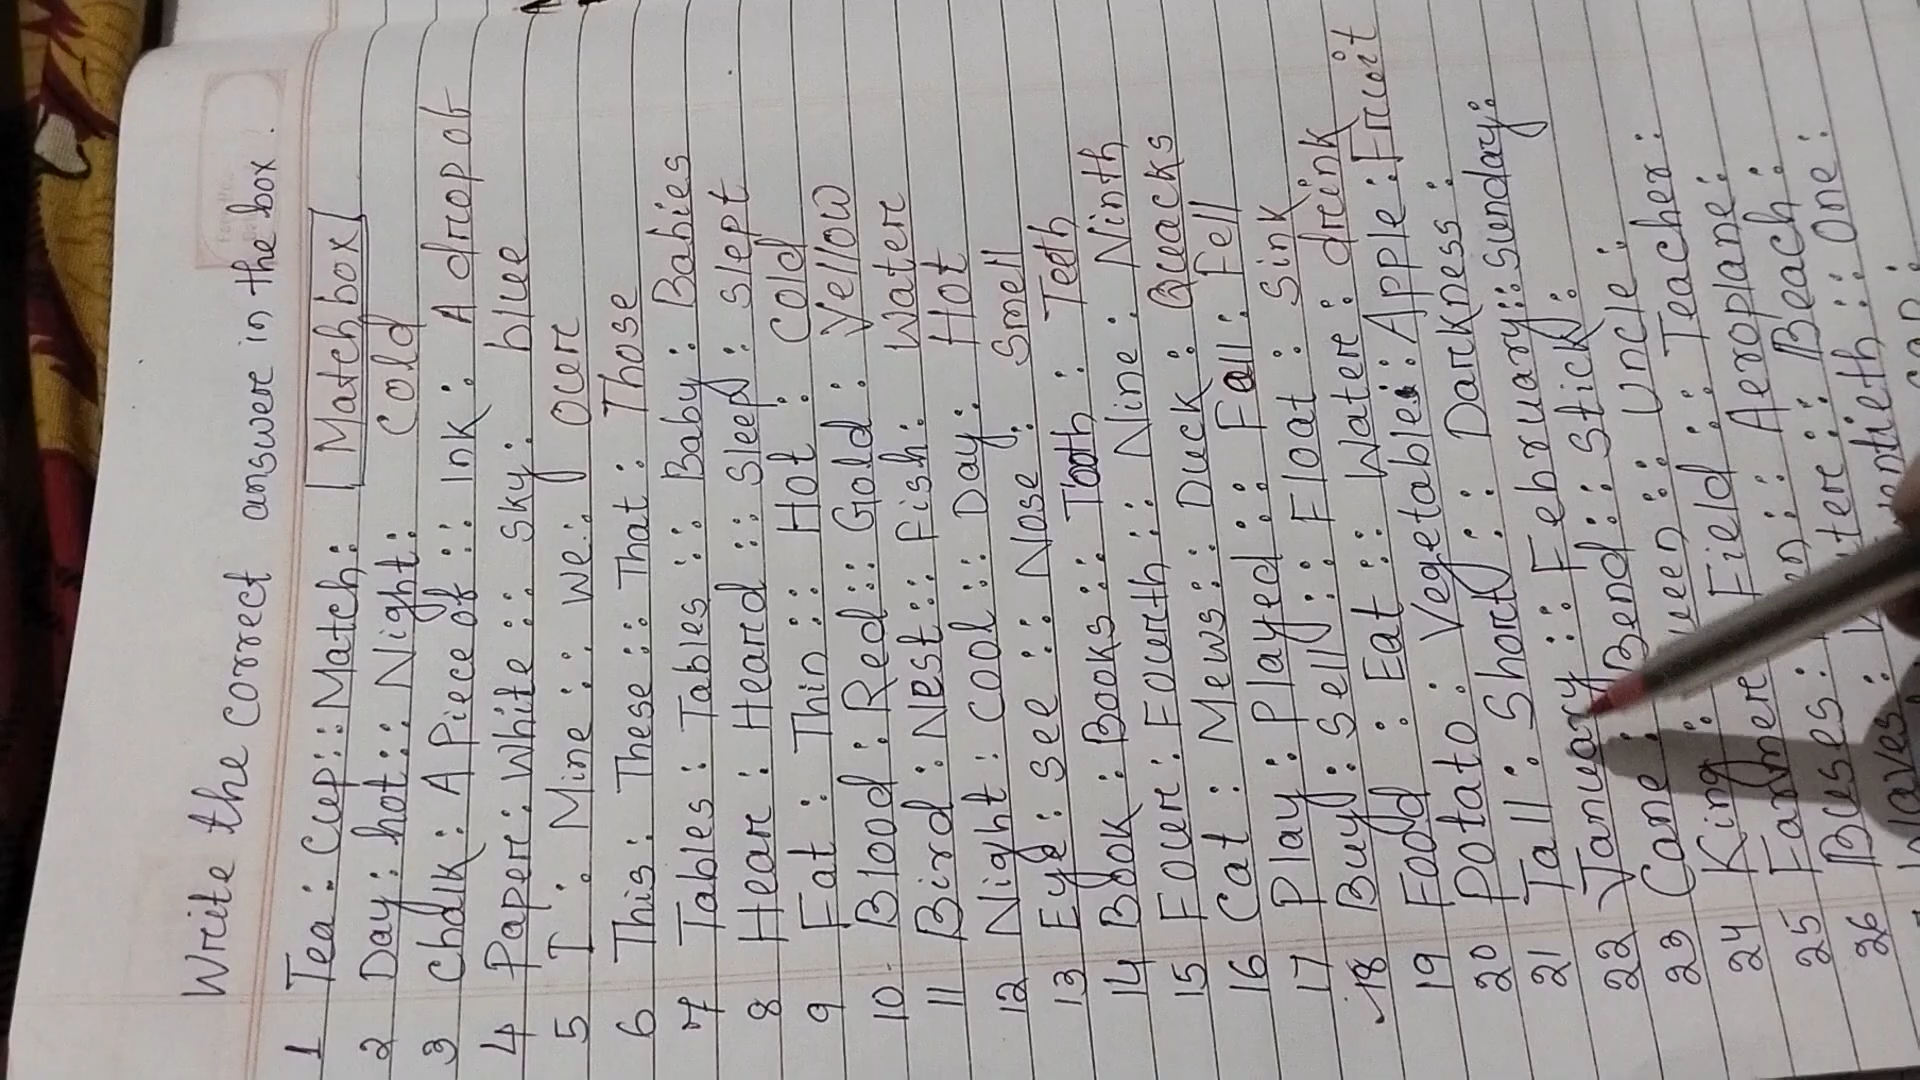 Write the correct answer in the box.
1 Tea : Cup :: Match : Matchbox
2 Day : hot :: Night : Cold
3 Chalk : A Piece of :: Ink : A drop of
4 Paper : White :: Sky : blue
5 I : Mine :: We : Our
6 This : These :: That : Those
7 Tables : Tables :: Baby : Babies
8 Hear : Heard :: Sleep : Slept
9 Fat : Thin :: Hot : Cold
10 Blood : Red :: Gold : Yellow
11 Bird : Nest :: Fish : Water
12 Night : Cool :: Day : Hot
13 Eye : See :: Nose : Smell
14 Book : Books :: Tooth : Teeth
15 Four : Fourth :: Nine : Ninth
16 Cat : Mews :: Duck : Quacks
17 Play : Played :: Fall : Fell
18 Buy : Sell :: Float : Sink
19 Food : Eat :: Water : drink
20 Potato : Vegetables :: Apple : Fruit
21 Tall : Short :: Darkness :
22 January : February :: Sunday :
23 Cane : Bend :: Stick :
24 King : :: Uncle :
25 Farmer : Field :: Teacher :
26 Buses : :: Aeroplane :
:: Beach :
:: One :